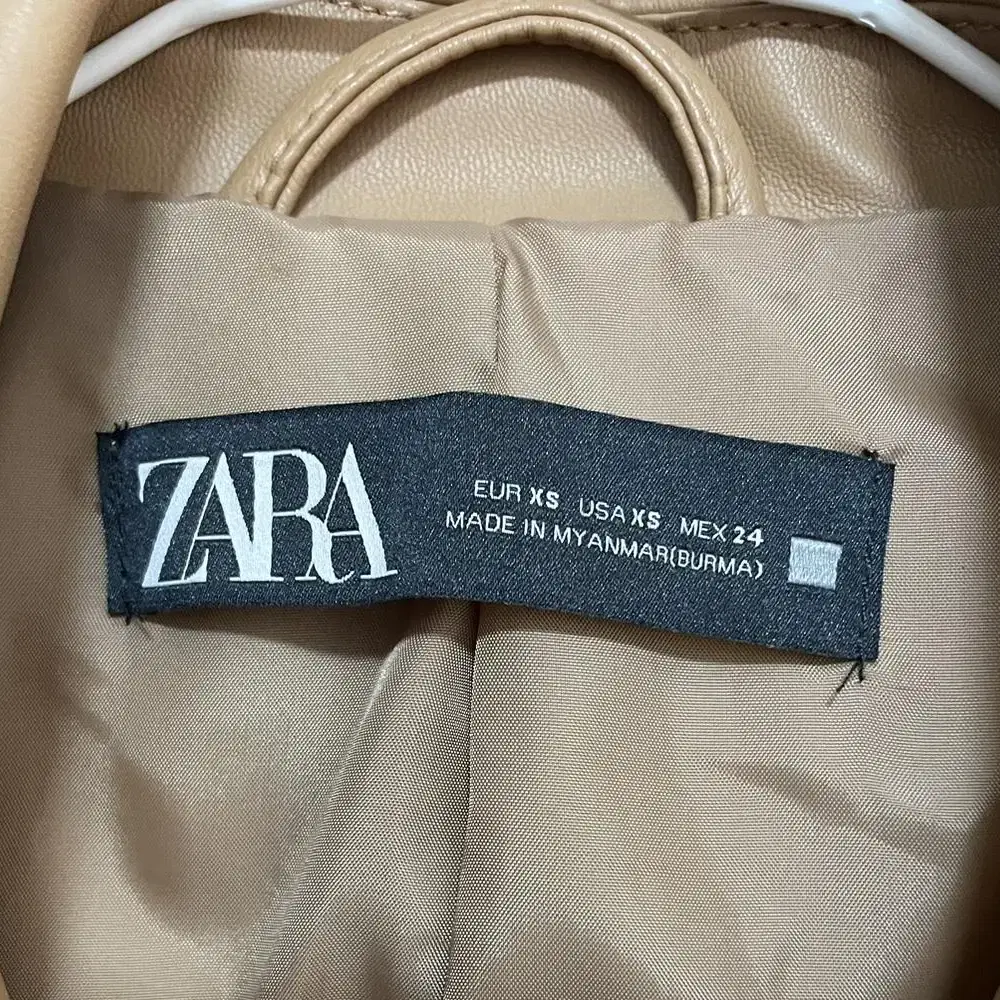 ZARA
EUR XS USA XS MEX 24
MADE IN MYANMAR(BURMA)